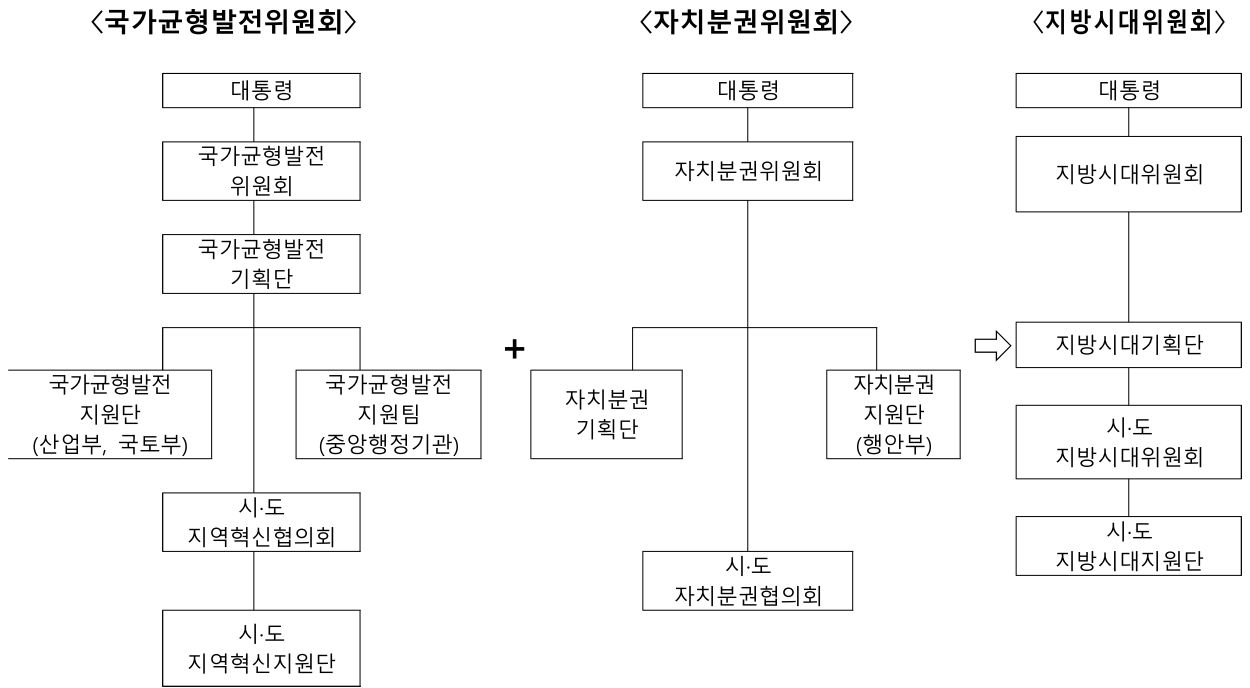 〈국가균형발전위원회〉
대통령
국가균형발전
위원회
국가균형발전
기획단
국가균형발전
지원단
(산업부, 국토부)
국가균형발전
지원팀
(중앙행정기관)
시·도
지역혁신협의회
시·도
지역혁신지원단
+
〈자치분권위원회〉
대통령
자치분권위원회
자치분권
기획단
자치분권
지원단
(행안부)
시·도
자치분권협의회
〈지방시대위원회〉
대통령
지방시대위원회
지방시대기획단
시·도
지방시대위원회
시·도
지방시대지원단